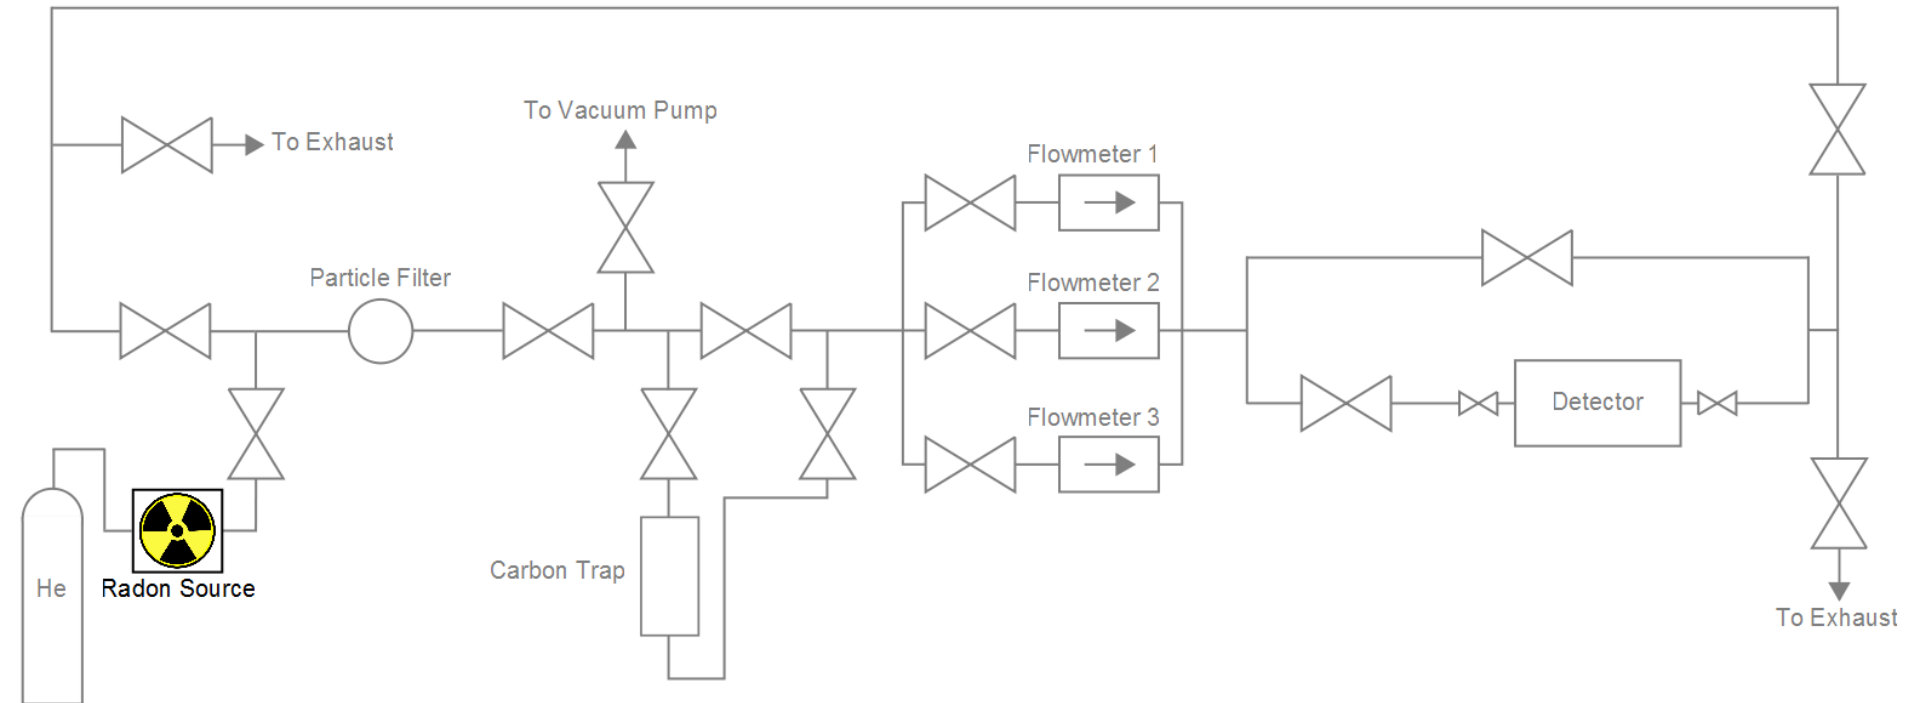 To Vacuum Pump
To Exhaust
Flowmeter 1
Particle Filter
Flowmeter 2
Detector
Flowmeter 3
Carbon Trap
He
Radon Source
To Exhaust